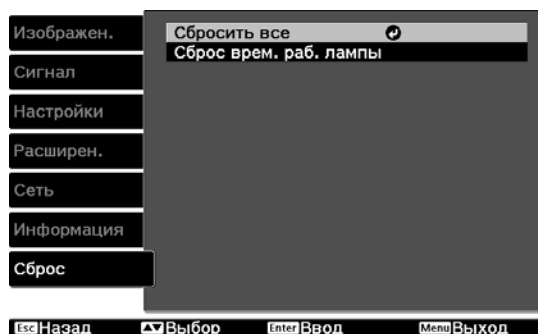 Изображен.
Сигнал
Настройки
Расширен.
Сеть
Информация
Сброс
Сбросить все
Сброс врем. раб. лампы
Esc Назад Выбор Enter Ввод Menu Выход